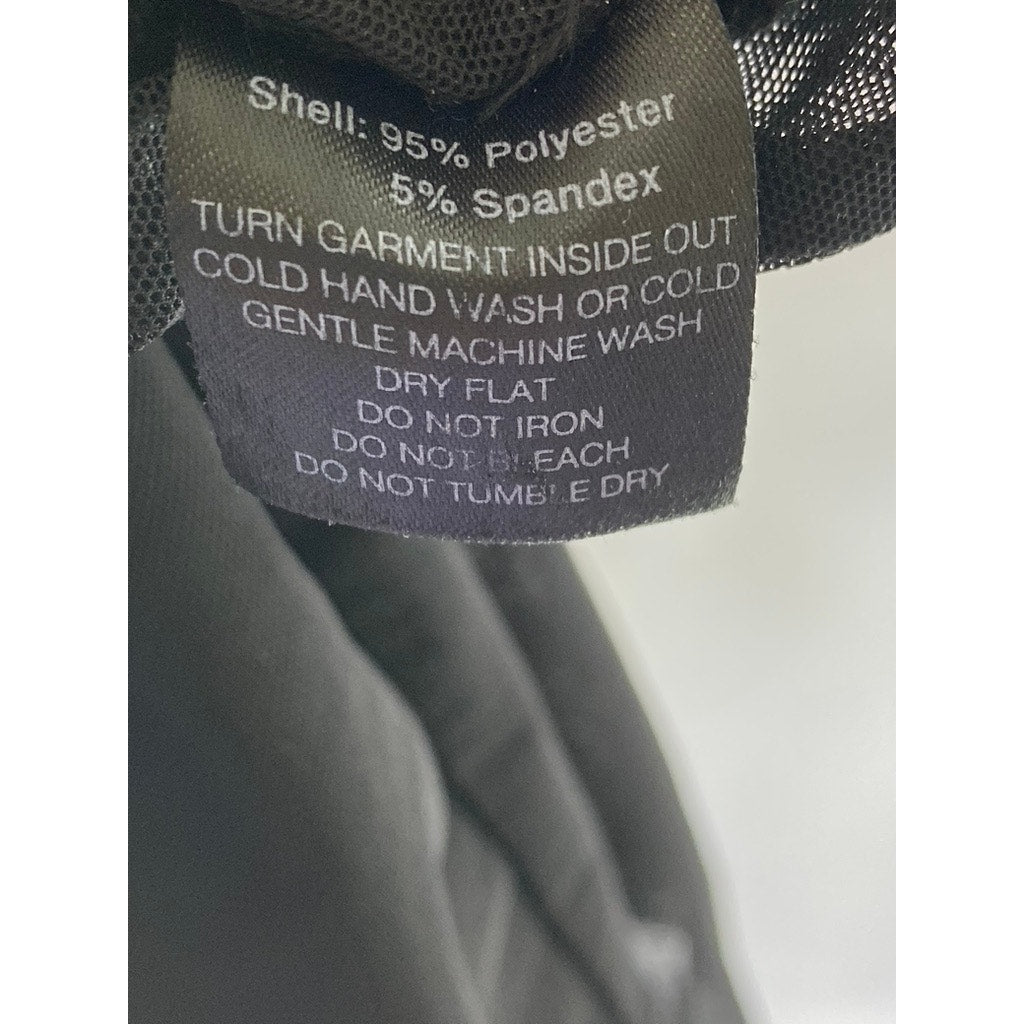 Shell: 95% Polyester
5% Spandex
TURN GARMENT INSIDE OUT
COLD HAND WASH OR COLD
GENTLE MACHINE WASH
DRY FLAT
DO NOT IRON
DO NOT BLEACH
DO NOT TUMBLE DRY